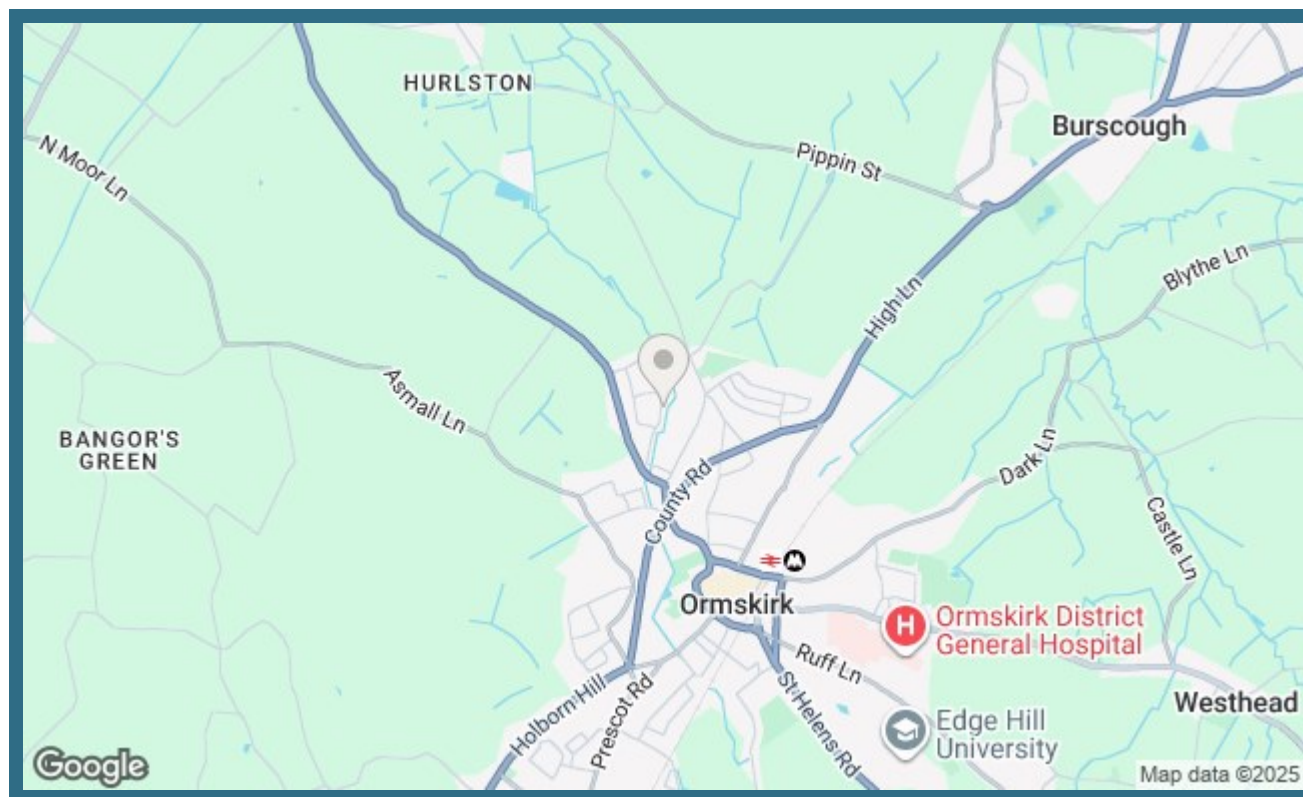 HURLSTON
Burscough
N Moor Ln
Pippin St
Blythe Ln
High Ln
Asmall Ln
BANGOR'S
GREEN
County Rd
Dark Ln
Castle Ln
Ormskirk
H
Ormskirk District
General Hospital
Ruff Ln
Holborn Hill
Prescot Rd
St Helens Rd
Westhead
Edge Hill
University
Google
Map data ©2025